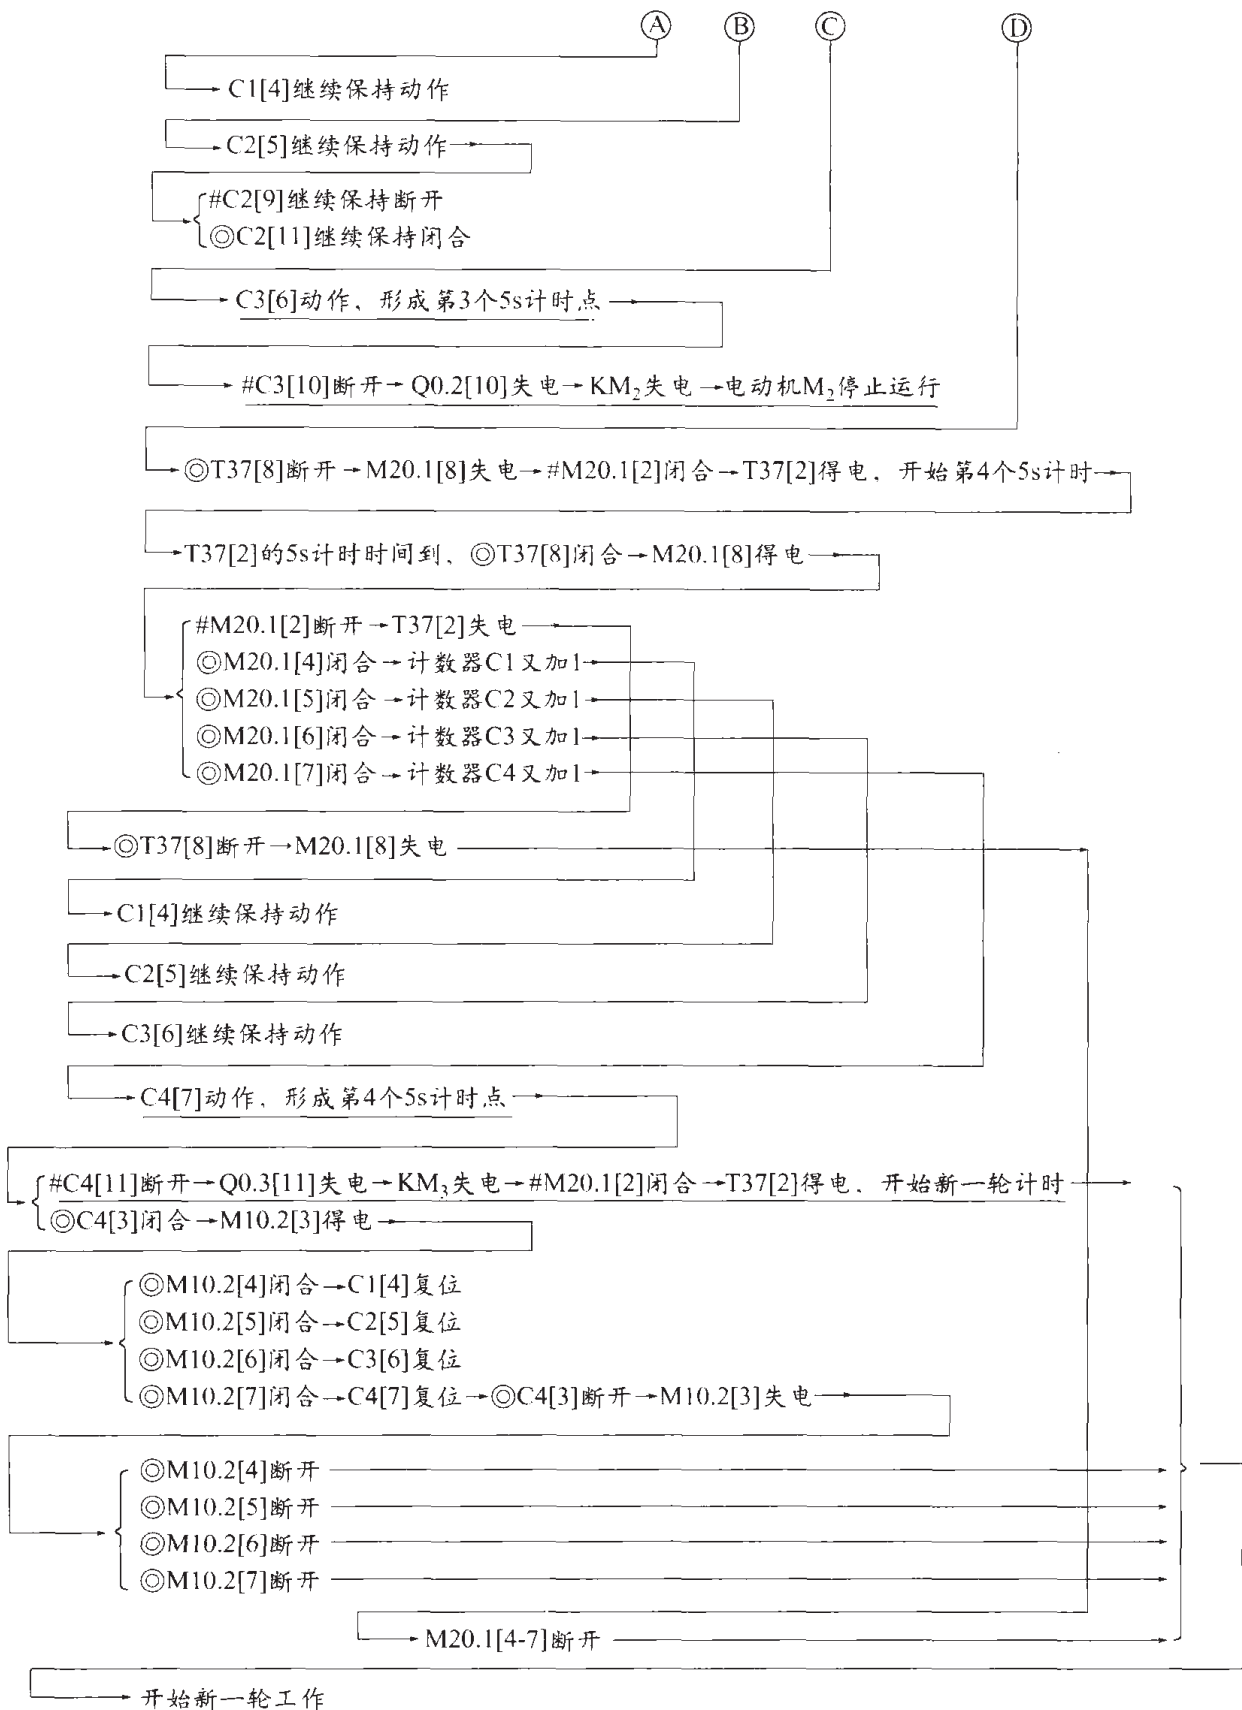 Ⓐ Ⓑ Ⓒ Ⓓ
C1[4]继续保持动作
C2[5]继续保持动作
#C2[9]继续保持断开
◎C2[11]继续保持闭合
C3[6]动作、形成第3个5s计时点
#C3[10]断开→Q0.2[10]失电→KM₂失电→电动机M₂停止运行
◎T37[8]断开→M20.1[8]失电→#M20.1[2]闭合→T37[2]得电、开始第4个5s计时
T37[2]的5s计时时间到、◎T37[8]闭合→M20.1[8]得电
#M20.1[2]断开→T37[2]失电
◎M20.1[4]闭合→计数器C1又加1
◎M20.1[5]闭合→计数器C2又加1
◎M20.1[6]闭合→计数器C3又加1
◎M20.1[7]闭合→计数器C4又加1
◎T37[8]断开→M20.1[8]失电
C1[4]继续保持动作
C2[5]继续保持动作
C3[6]继续保持动作
C4[7]动作、形成第4个5s计时点
#C4[11]断开→Q0.3[11]失电→KM₃失电→#M20.1[2]闭合→T37[2]得电、开始新一轮计时
◎C4[3]闭合→M10.2[3]得电
◎M10.2[4]闭合→C1[4]复位
◎M10.2[5]闭合→C2[5]复位
◎M10.2[6]闭合→C3[6]复位
◎M10.2[7]闭合→C4[7]复位→◎C4[3]断开→M10.2[3]失电
◎M10.2[4]断开
◎M10.2[5]断开
◎M10.2[6]断开
◎M10.2[7]断开
M20.1[4-7]断开
开始新一轮工作